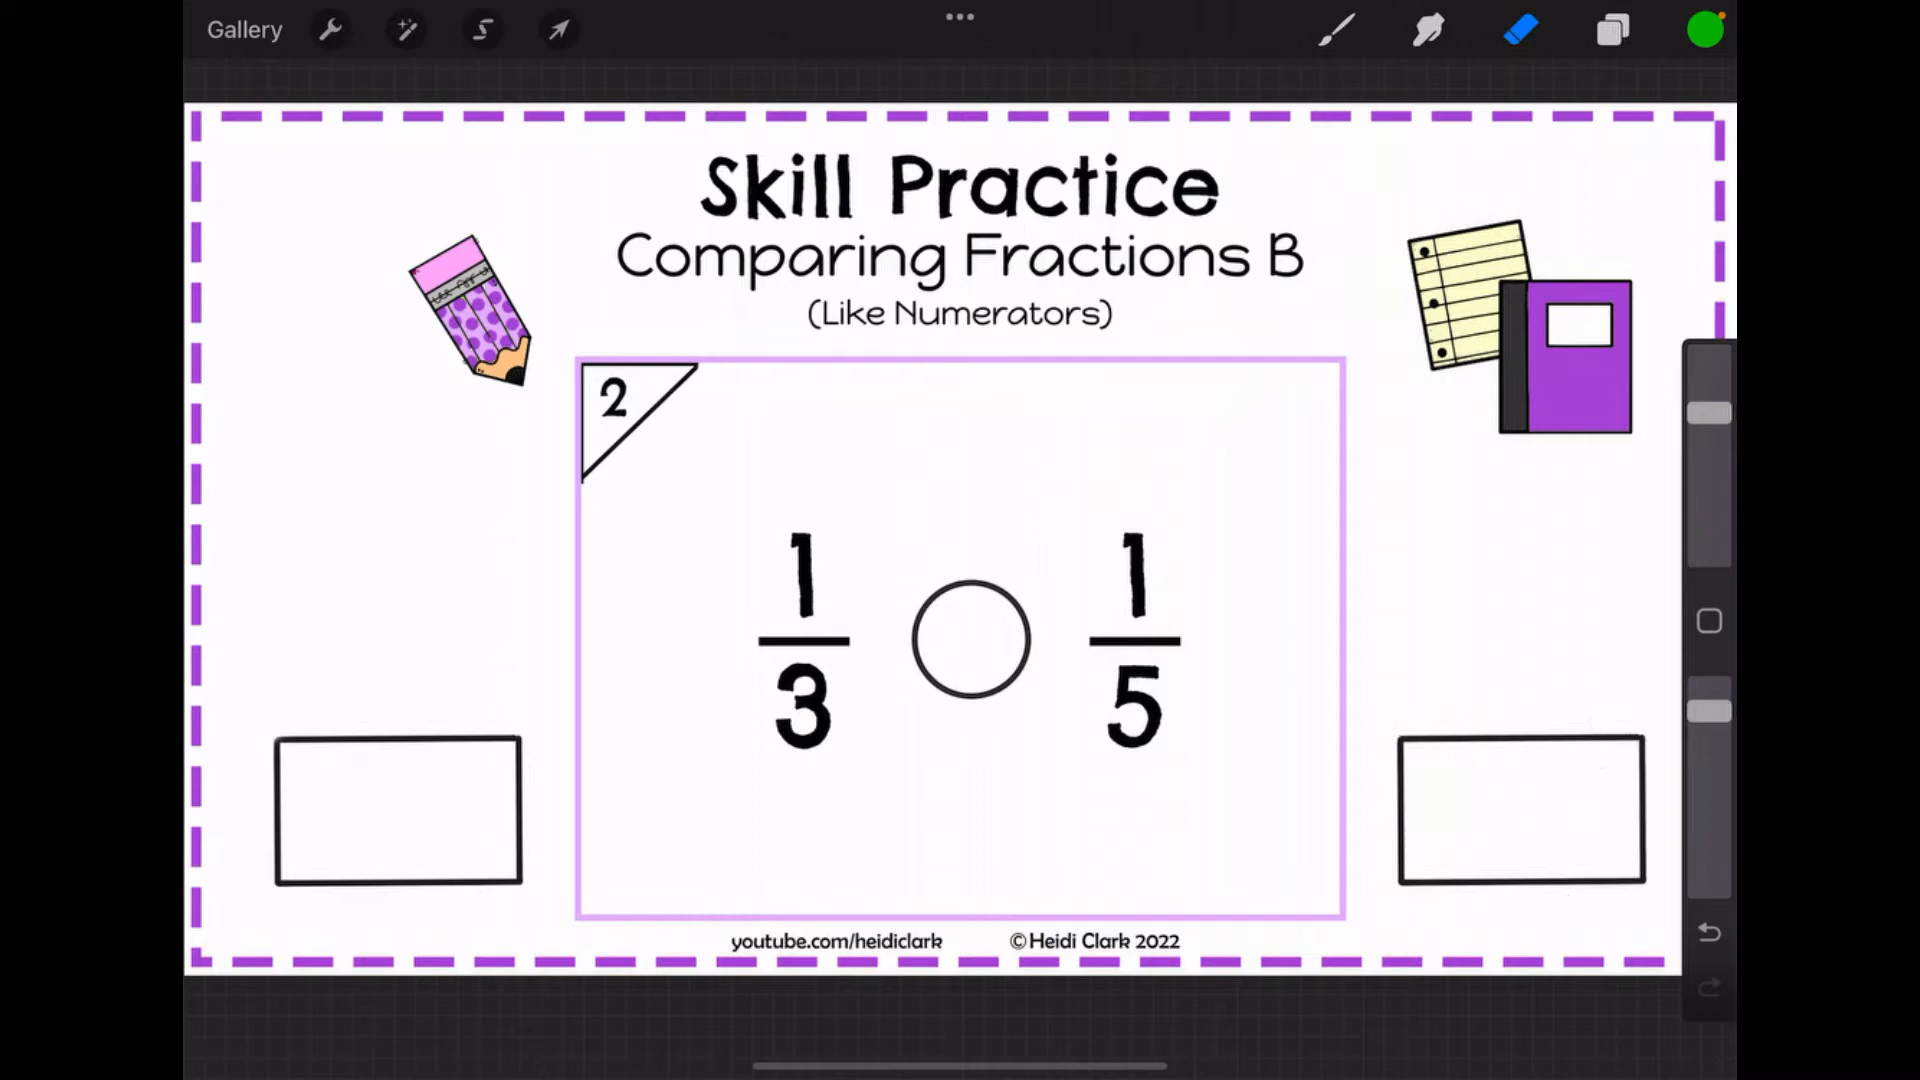 Gallery
Skill Practice
Comparing Fractions B
(Like Numerators)
2
1 1
3 5
youtube.com/heidiclark ©Heidi Clark 2022